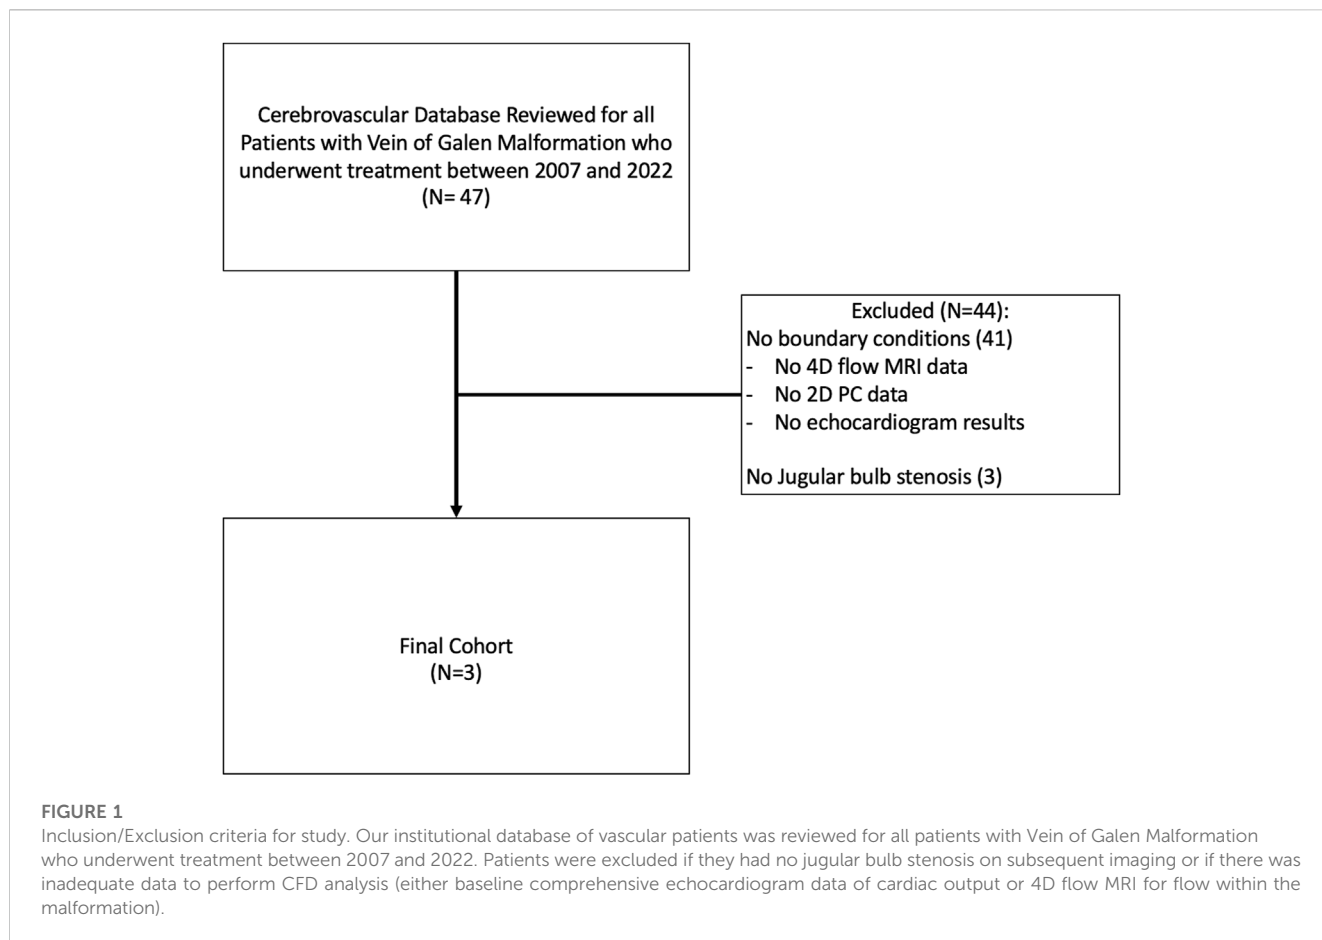 Cerebrovascular Database Reviewed for all
Patients with Vein of Galen Malformation who
underwent treatment between 2007 and 2022
(N= 47)
Excluded (N=44):
No boundary conditions (41)
- No 4D flow MRI data
- No 2D PC data
- No echocardiogram results
No Jugular bulb stenosis (3)
Final Cohort
(N=3)
FIGURE 1
Inclusion/Exclusion criteria for study. Our institutional database of vascular patients was reviewed for all patients with Vein of Galen Malformation
who underwent treatment between 2007 and 2022. Patients were excluded if they had no jugular bulb stenosis on subsequent imaging or if there was
inadequate data to perform CFD analysis (either baseline comprehensive echocardiogram data of cardiac output or 4D flow MRI for flow within the
malformation).